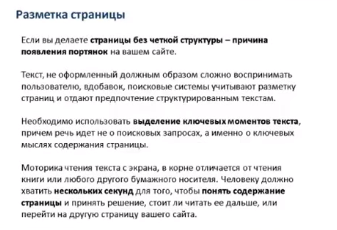 Разметка страницы
Если вы делаете страницы без четкой структуры – причина
появления портянок на вашем сайте.
Текст, не оформленный должным образом сложно воспринимать
пользователю, вдобавок, поисковые системы учитывают разметку
страниц и отдают предпочтение структурированным текстам.
Необходимо использовать выделение ключевых моментов текста,
причем речь идет не о поисковых запросах, а именно о ключевых
мыслях содержания страницы.
Моторика чтения текста с экрана, в корне отличается от чтения
книги или любого другого бумажного носителя. Человеку должно
хватить нескольких секунд для того, чтобы понять содержание
страницы и принять решение, стоит ли читать ее дальше, или
перейти на другую страницу вашего сайта.